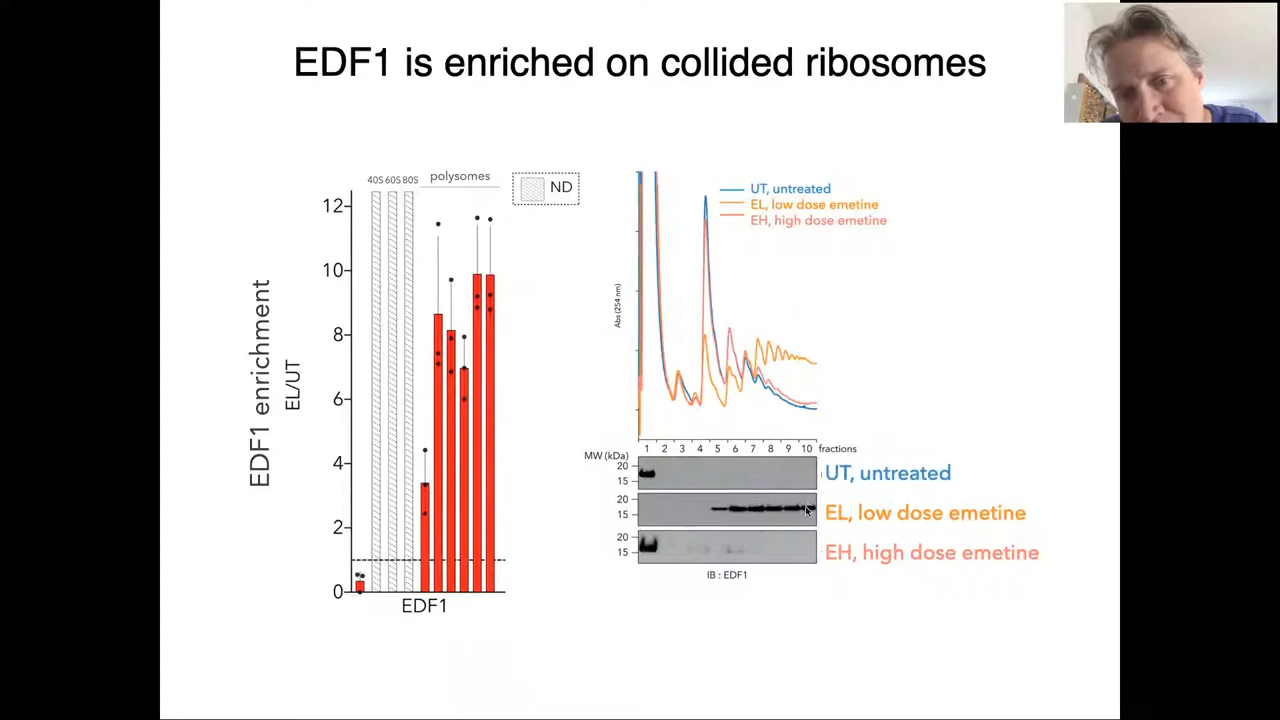 EDF1 is enriched on collided ribosomes
40S 60S 80S
polysomes
ND
12
10
8
6
4
2
0
EDF1 enrichment
EL/UT
EDF1
UT, untreated
EL, low dose emetine
EH, high dose emetine
Abs (254 nm)
1 2 3 4 5 6 7 8 9 10 fractions
MW (kDa)
20
15
UT, untreated
20
15
EL, low dose emetine
20
15
EH, high dose emetine
IB : EDF1